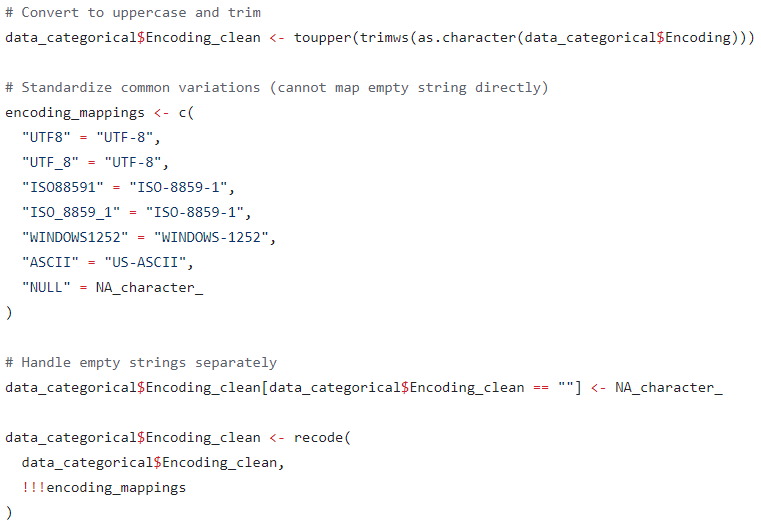 # Convert to uppercase and trim
data_categorical$Encoding_clean <- toupper(trimws(as.character(data_categorical$Encoding)))

# Standardize common variations (cannot map empty string directly)
encoding_mappings <- c(
  "UTF8" = "UTF-8",
  "UTF_8" = "UTF-8",
  "ISO88591" = "ISO-8859-1",
  "ISO_8859_1" = "ISO-8859-1",
  "WINDOWS1252" = "WINDOWS-1252",
  "ASCII" = "US-ASCII",
  "NULL" = NA_character_
)

# Handle empty strings separately
data_categorical$Encoding_clean[data_categorical$Encoding_clean == ""] <- NA_character_

data_categorical$Encoding_clean <- recode(
  data_categorical$Encoding_clean,
  !!!encoding_mappings
)